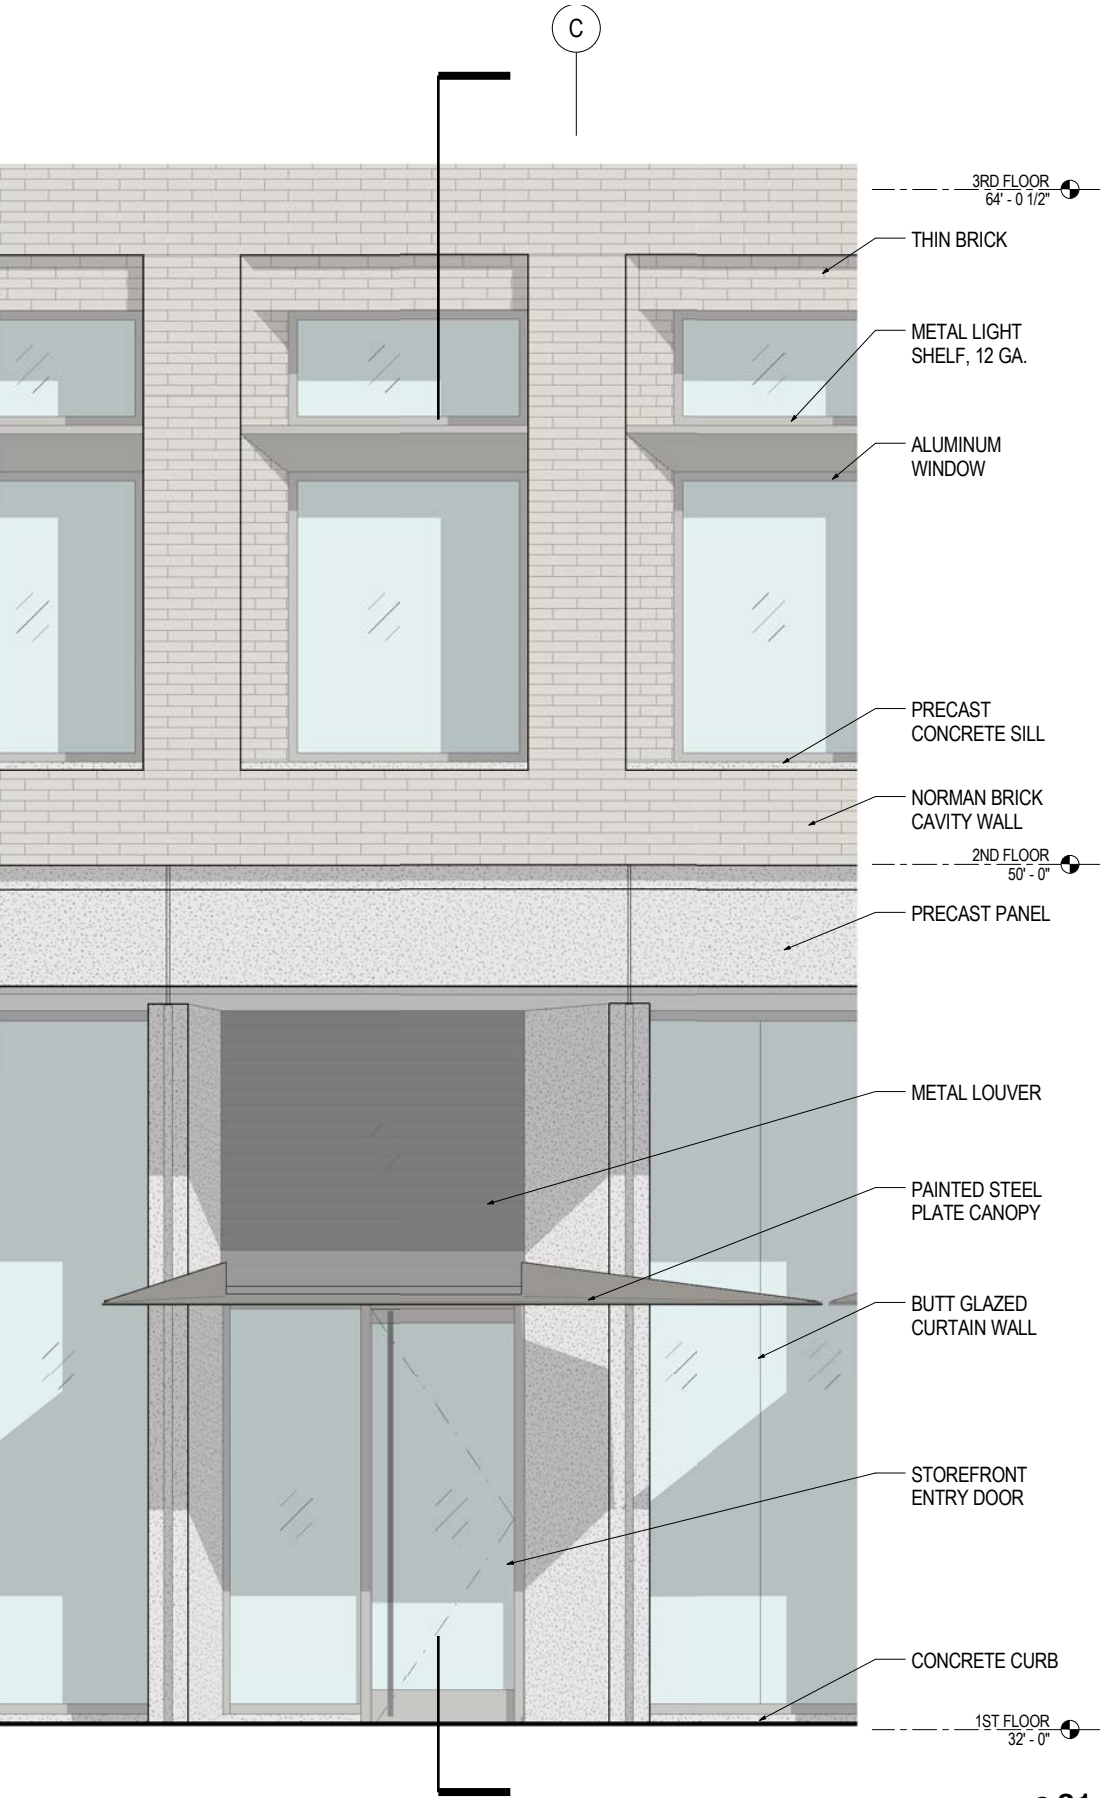 C
3RD FLOOR
64' - 0 1/2"
THIN BRICK
METAL LIGHT
SHELF, 12 GA.
ALUMINUM
WINDOW
PRECAST
CONCRETE SILL
NORMAN BRICK
CAVITY WALL
2ND FLOOR
50' - 0"
PRECAST PANEL
METAL LOUVER
PAINTED STEEL
PLATE CANOPY
BUTT GLAZED
CURTAIN WALL
STOREFRONT
ENTRY DOOR
CONCRETE CURB
1ST FLOOR
32' - 0"